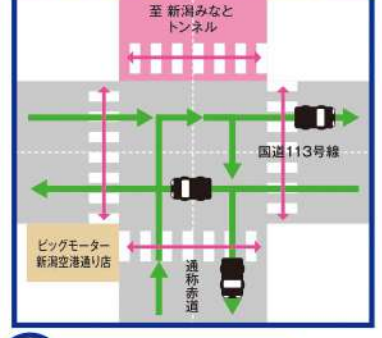 至 新潟みなと
トンネル
国道113号線
ビッグモーター
新潟空港通り店
通称赤道